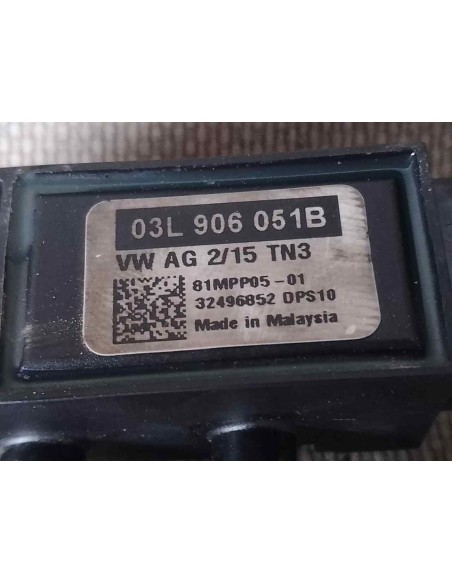 03L 906 051B
VW AG 2/15 TN3
81MPP05-01
32496852 DPS10
Made in Malaysia